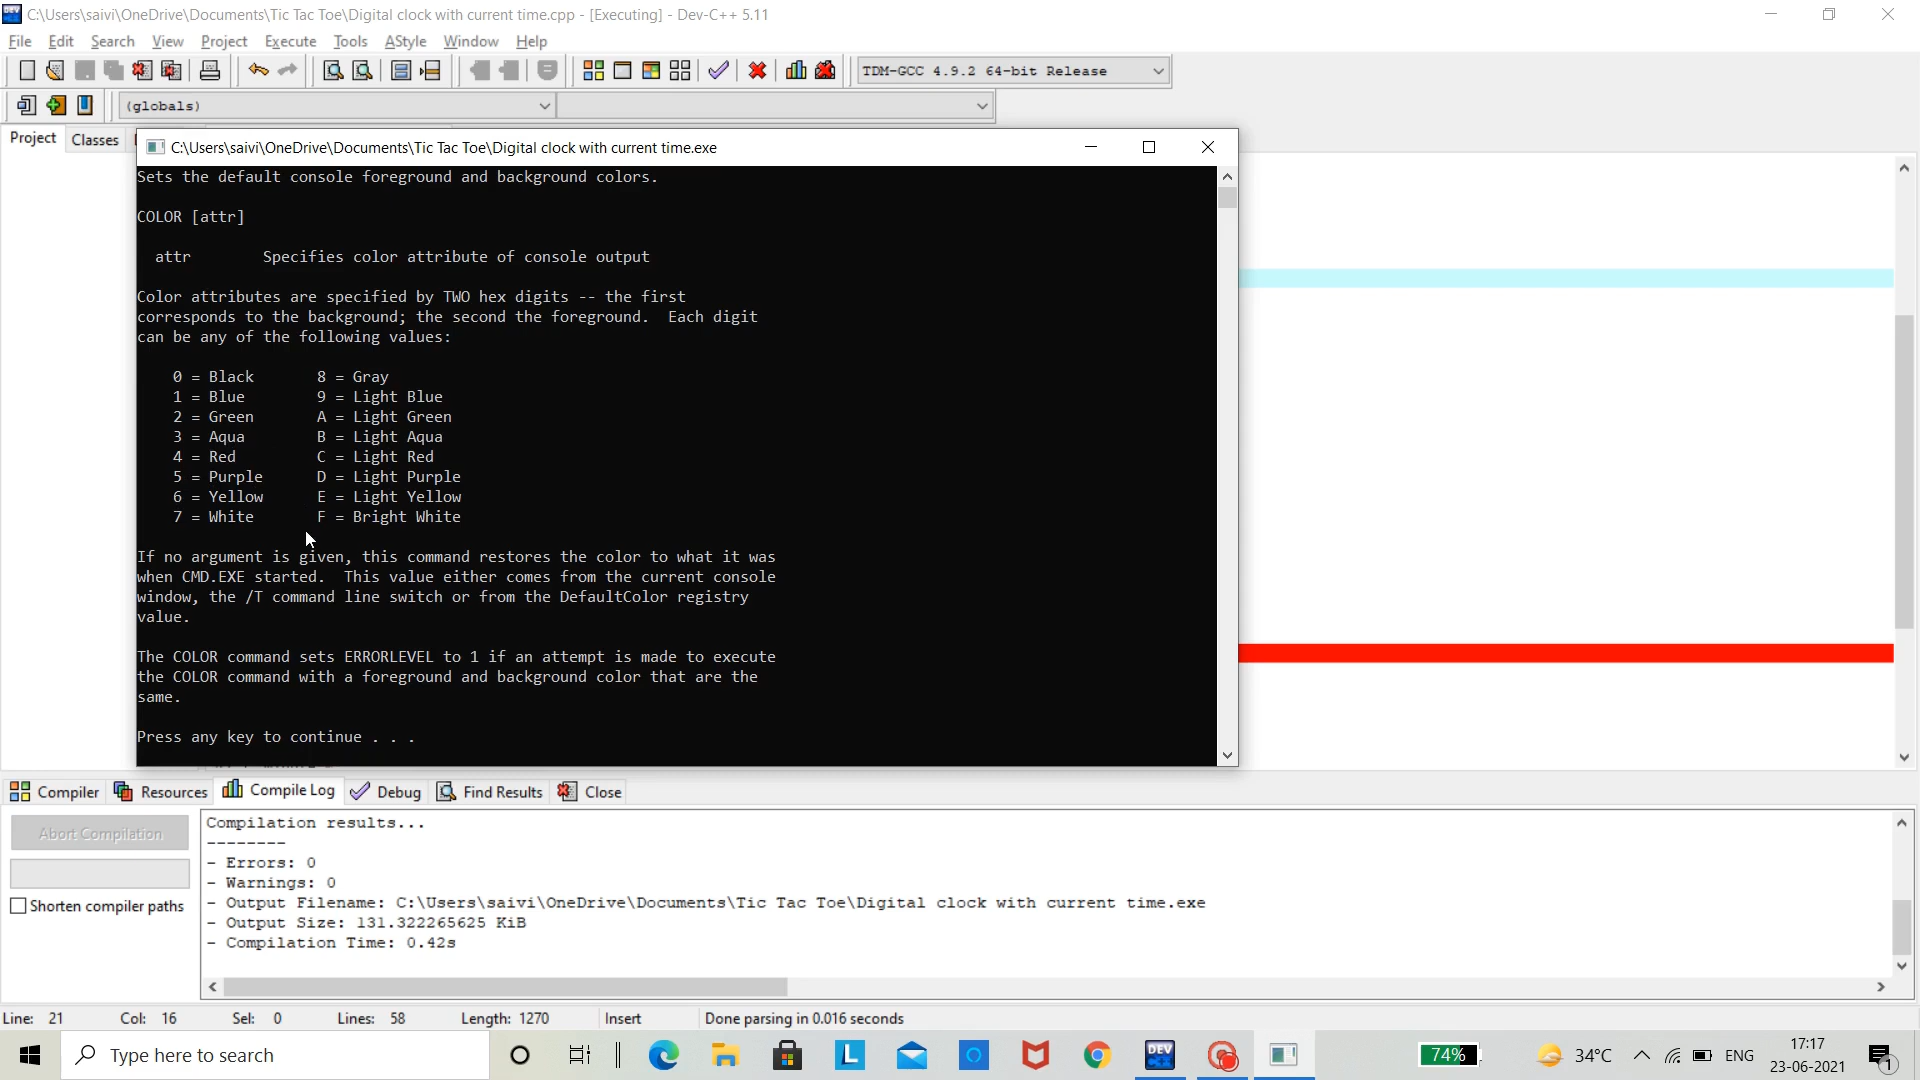 C:\Users\saivi\OneDrive\Documents\Tic Tac Toe\Digital clock with current time.cpp - [Executing] - Dev-C++ 5.11
File Edit Search View Project Execute Tools AStyle Window Help
TDM-GCC 4.9.2 64-bit Release
(globals)
Project Classes
C:\Users\saivi\OneDrive\Documents\Tic Tac Toe\Digital clock with current time.exe
Sets the default console foreground and background colors.
COLOR [attr]
attr Specifies color attribute of console output
Color attributes are specified by TWO hex digits -- the first
corresponds to the background; the second the foreground. Each digit
can be any of the following values:
0 = Black 8 = Gray
1 = Blue 9 = Light Blue
2 = Green A = Light Green
3 = Aqua B = Light Aqua
4 = Red C = Light Red
5 = Purple D = Light Purple
6 = Yellow E = Light Yellow
7 = White F = Bright White
If no argument is given, this command restores the color to what it was
when CMD.EXE started. This value either comes from the current console
window, the /T command line switch or from the DefaultColor registry
value.
The COLOR command sets ERRORLEVEL to 1 if an attempt is made to execute
the COLOR command with a foreground and background color that are the
same.
Press any key to continue . . .
Compiler Resources Compile Log Debug Find Results Close
Abort Compilation
Shorten compiler paths
Compilation results...
--------
- Errors: 0
- Warnings: 0
- Output Filename: C:\Users\saivi\OneDrive\Documents\Tic Tac Toe\Digital clock with current time.exe
- Output Size: 131.322265625 KiB
- Compilation Time: 0.42s
Line: 21 Col: 16 Sel: 0 Lines: 58 Length: 1270 Insert Done parsing in 0.016 seconds
Type here to search
L
DEV
74%
34°C
ENG
17:17
23-06-2021
1